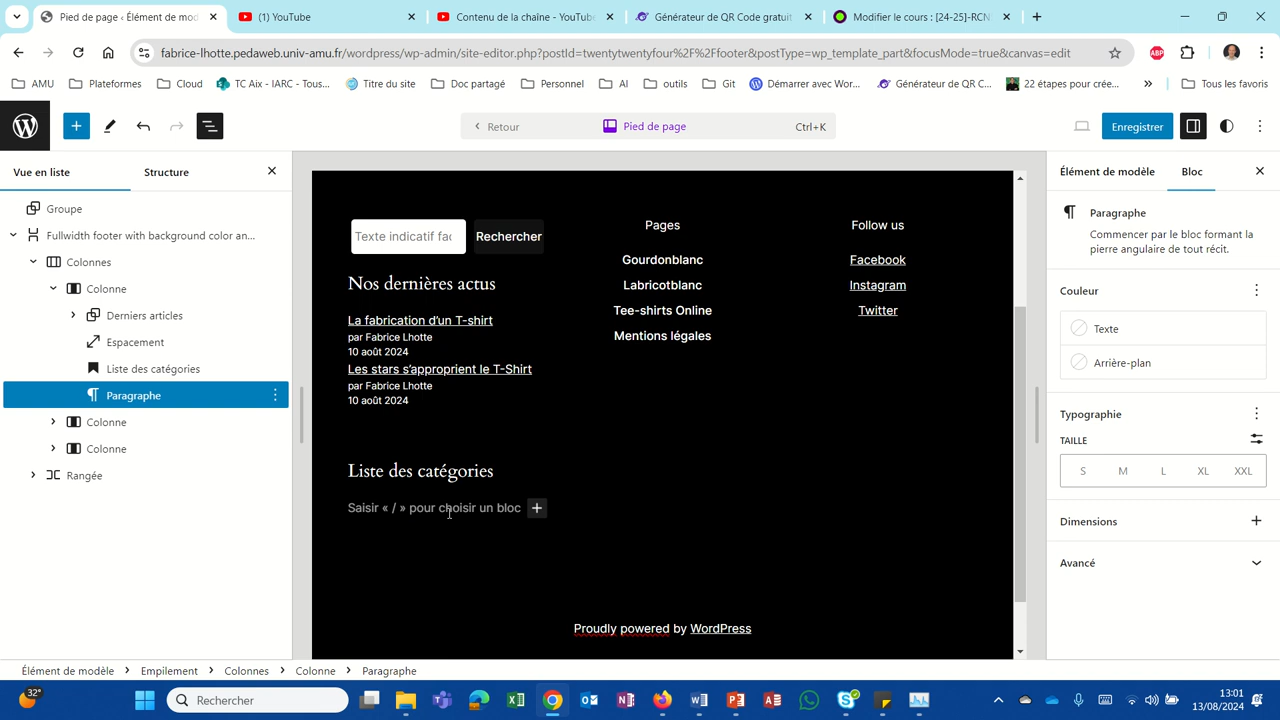 Pied de page ‹ Élément de mod
(1) YouTube
Contenu de la chaîne - YouTube
Générateur de QR Code gratuit
Modifier le cours : [24-25]-RCN
fabrice-lhotte.pedaweb.univ-amu.fr/wordpress/wp-admin/site-editor.php?postId=twentytwentyfour%2F%2Ffooter&postType=wp_template_part&focusMode=true&canvas=edit
ABP
AMU
Plateformes
Cloud
TC Aix - IARC - Tous...
Titre du site
Doc partagé
Personnel
AI
outils
Git
Démarrer avec Wor...
Générateur de QR C...
22 étapes pour crée...
»
Tous les favoris
Retour
Pied de page
Ctrl+K
Enregistrer
Vue en liste
Structure
Groupe
Fullwidth footer with background color an...
Colonnes
Colonne
Derniers articles
Espacement
Liste des catégories
Paragraphe
Colonne
Colonne
Rangée
Texte indicatif fac
Rechercher
Nos dernières actus
La fabrication d'un T-shirt
par Fabrice Lhotte
10 août 2024
Les stars s'approprient le T-Shirt
par Fabrice Lhotte
10 août 2024
Liste des catégories
Saisir « / » pour choisir un bloc
Pages
Gourdonblanc
Labricotblanc
Tee-shirts Online
Mentions légales
Follow us
Facebook
Instagram
Twitter
Proudly powered by WordPress
Élément de modèle
Bloc
Paragraphe
Commencer par le bloc formant la
pierre angulaire de tout récit.
Couleur
Texte
Arrière-plan
Typographie
TAILLE
S
M
L
XL
XXL
Dimensions
Avancé
Élément de modèle
Empilement
Colonnes
Colonne
Paragraphe
32°
Rechercher
13:01
13/08/2024